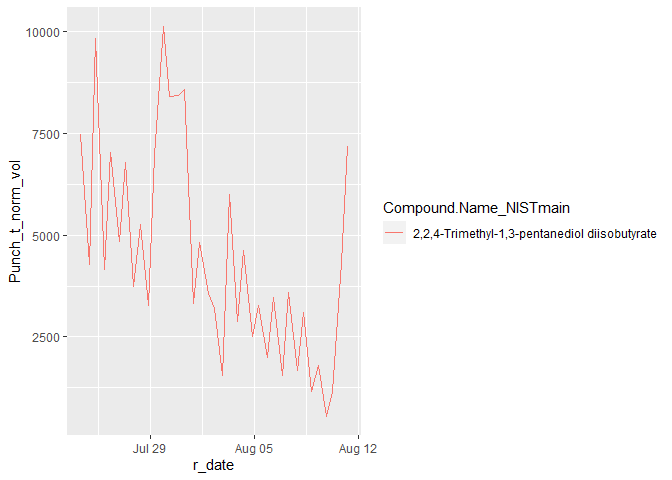 10000
7500
5000
2500
Punch_t_norm_vol
Jul 29
Aug 05
Aug 12
r_date
Compound.Name_NISTmain
2,2,4-Trimethyl-1,3-pentanediol diisobutyrate